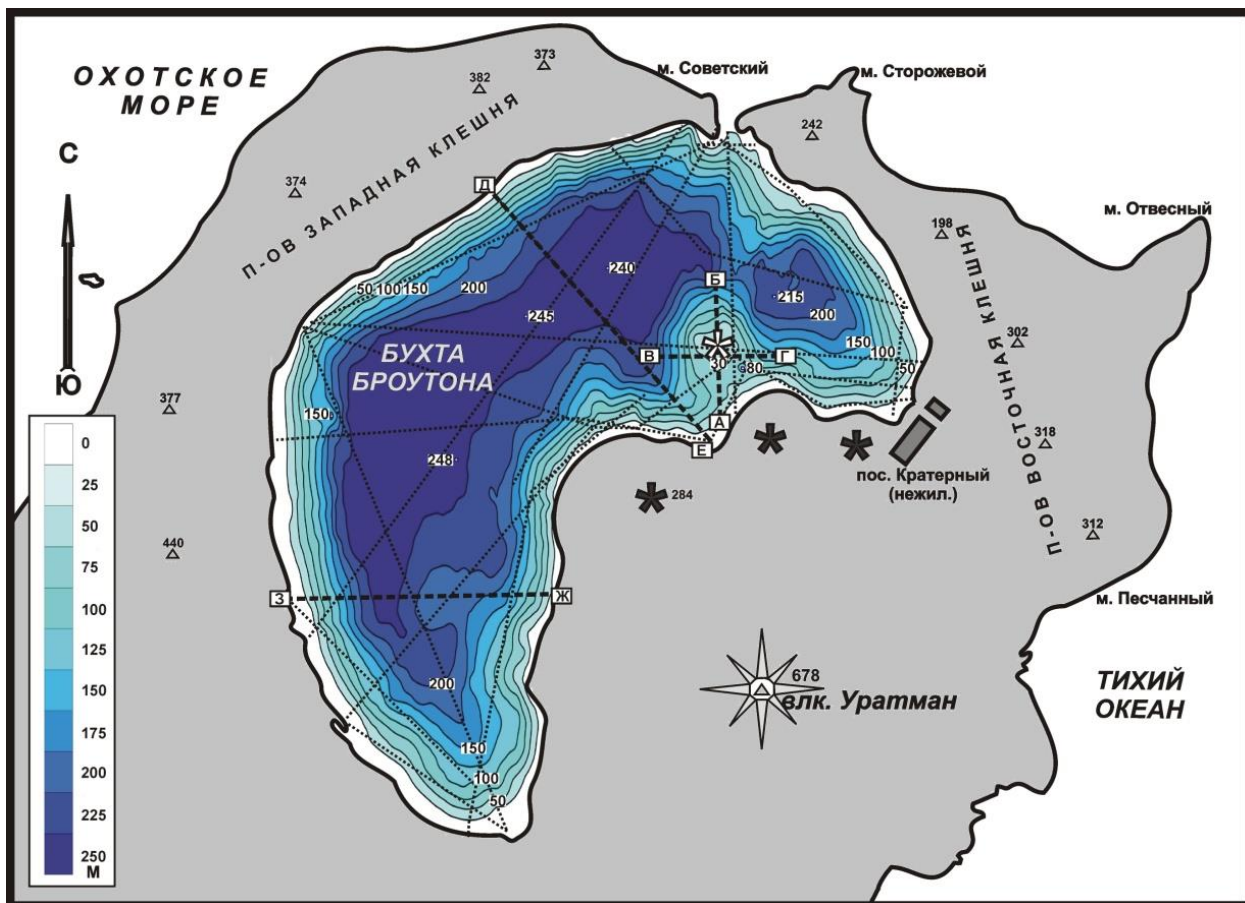 ОХОТСКОЕ
МОРЕ
С
Ю
373
382
374
П-ОВ ЗАПАДНАЯ КЛЕШНЯ
м. Советский
м. Сторожевой
242
198
м. Отвесный
Д
50
100
150
200
240
245
Б
215
200
150
100
50
В
Г
30
80
БУХТА
БРОУТОНА
А
Е
377
150
248
284
302
318
312
П-ОВ ВОСТОЧНАЯ КЛЕШНЯ
пос. Кратерный
(нежил.)
440
З
Ж
м. Песчанный
200
150
100
50
678
влк. Уратман
ТИХИЙ
ОКЕАН
0
25
50
75
100
125
150
175
200
225
250
М